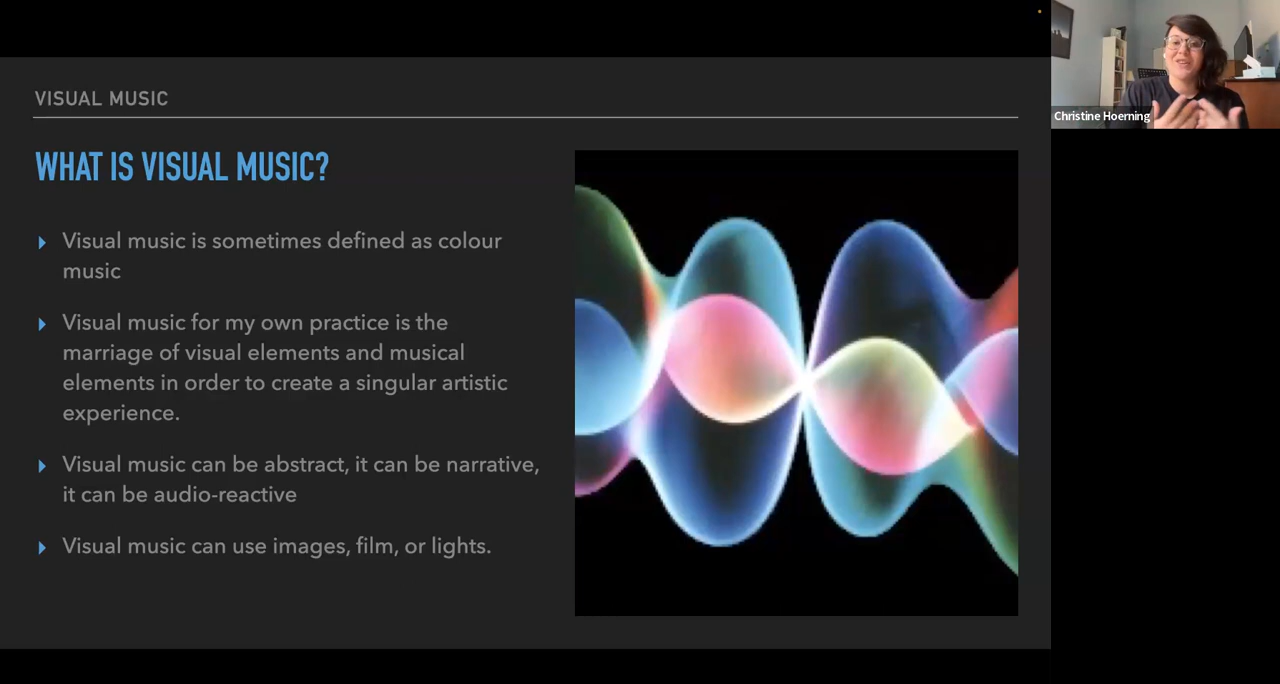 VISUAL MUSIC
WHAT IS VISUAL MUSIC?
Visual music is sometimes defined as colour
music
Visual music for my own practice is the
marriage of visual elements and musical
elements in order to create a singular artistic
experience.
Visual music can be abstract, it can be narrative,
it can be audio-reactive
Visual music can use images, film, or lights.
Christine Hoerning